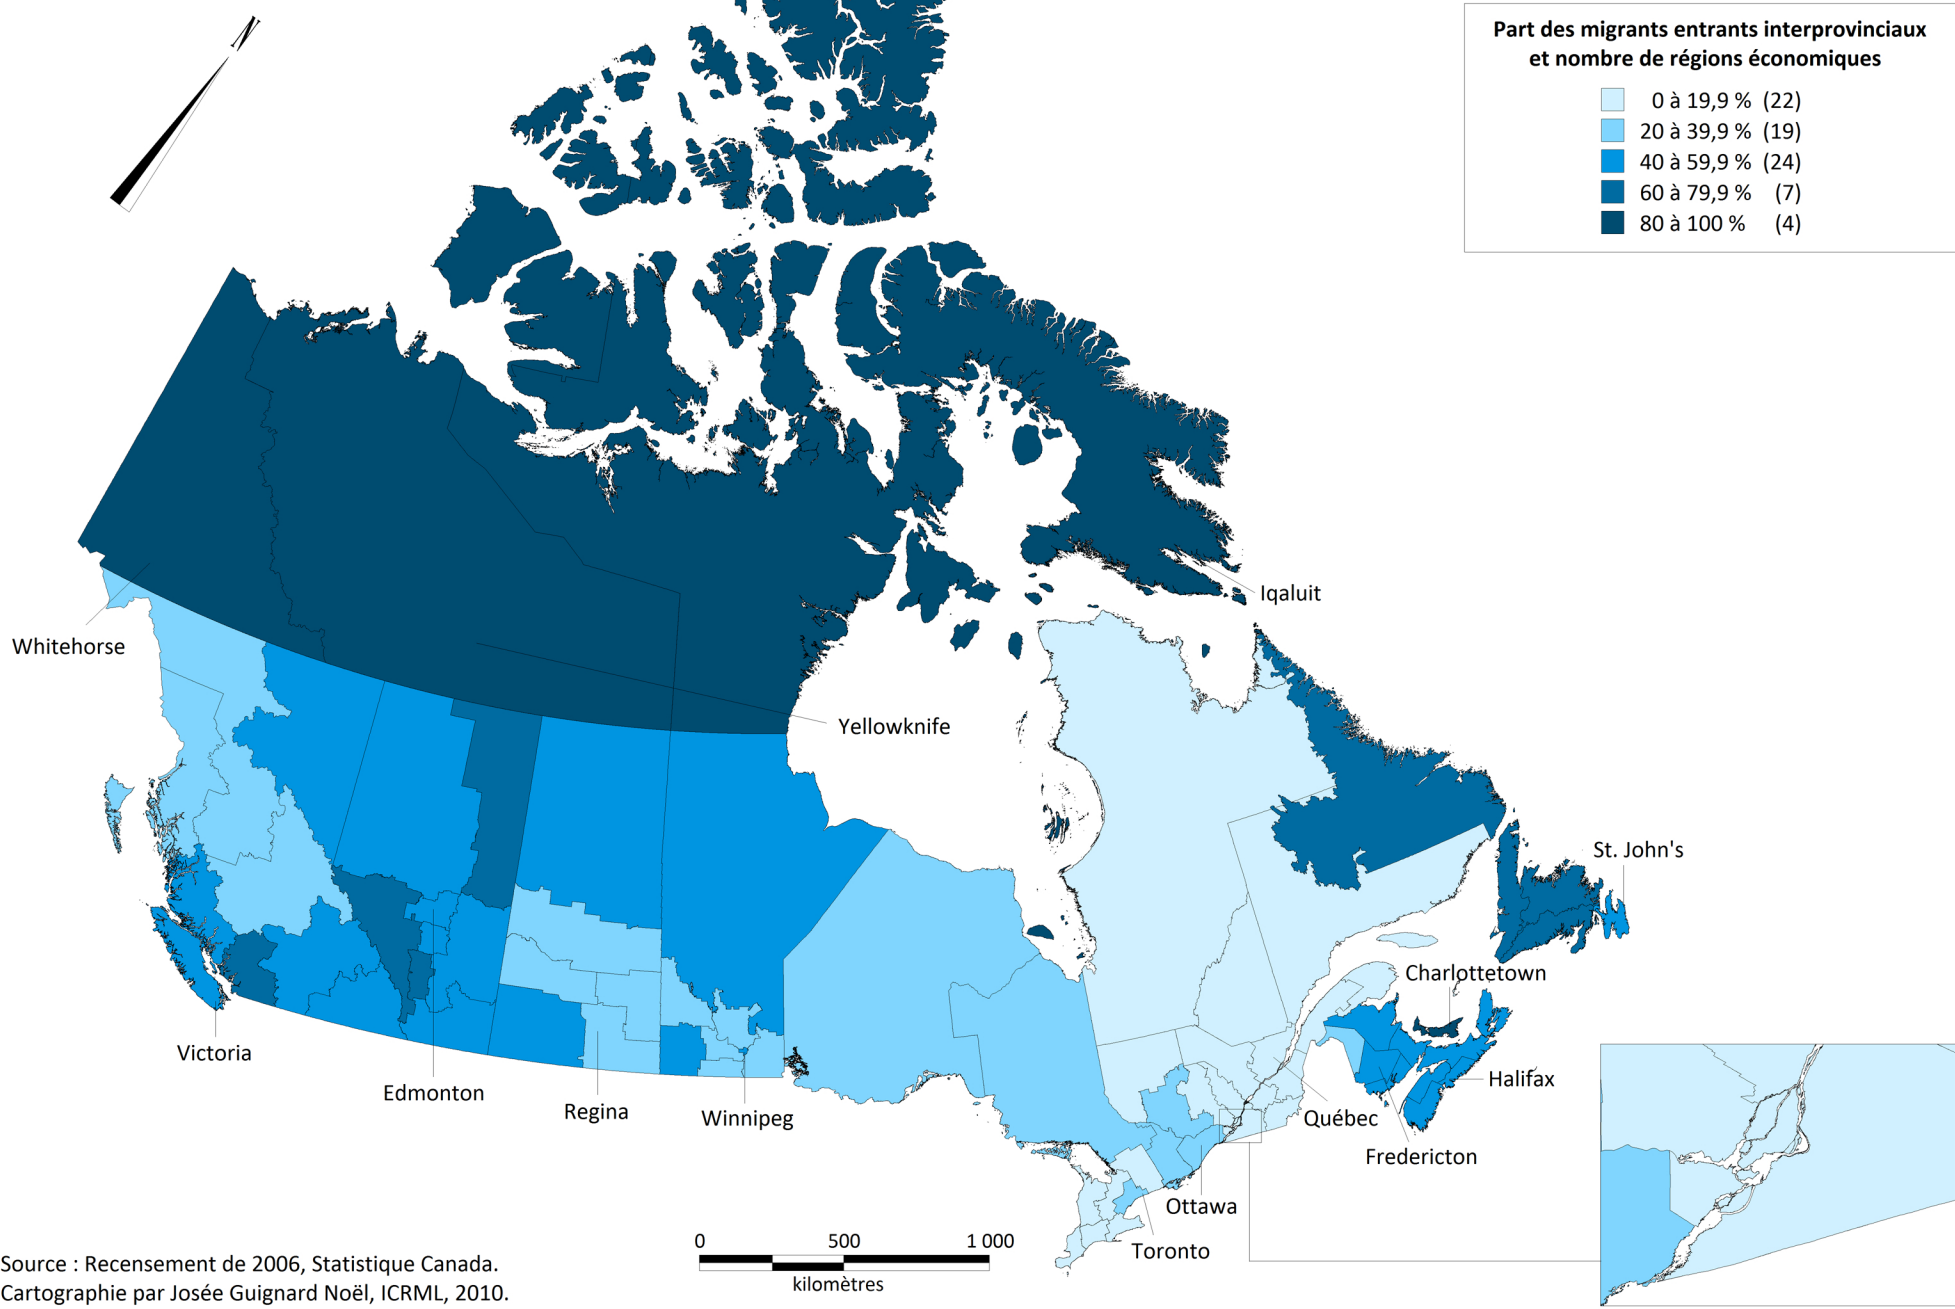 Part des migrants entrants interprovinciaux
et nombre de régions économiques
0 à 19,9 % (22)
20 à 39,9 % (19)
40 à 59,9 % (24)
60 à 79,9 % (7)
80 à 100 % (4)
N
Iqaluit
Whitehorse
Yellowknife
St. John's
Charlottetown
Victoria
Edmonton
Regina
Winnipeg
Halifax
Québec
Fredericton
Ottawa
Toronto
0 500 1 000
kilomètres
Source : Recensement de 2006, Statistique Canada.
Cartographie par Josée Guignard Noël, ICRML, 2010.